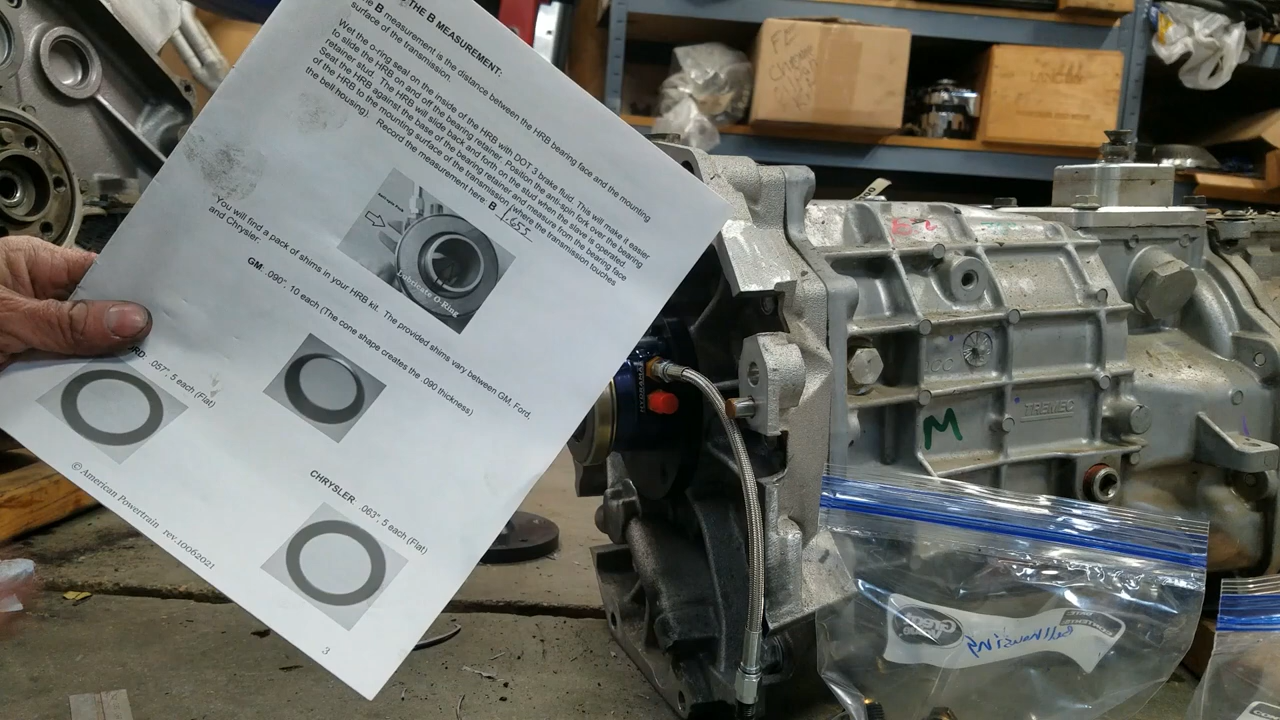 THE B MEASUREMENT:
B measurement is the distance between the HRB bearing face and the mounting
surface of the transmission.
Wet the o-ring seal on the inside of the HRB with DOT 3 brake fluid. This will make it easier
to slide the HRB on and off the bearing retainer. Position the anti-spin fork over the bearing
retainer stud. The HRB will slide back and forth on the stud when the slave is operated.
Seat the HRB against the base of the bearing retainer and measure from the bearing face
of the HRB to the mounting surface of the transmission (where the transmission touches
the bell housing). Record the measurement here: B 1.655
Lubricate O-Ring
You will find a pack of shims in your HRB kit. The provided shims vary between GM, Ford,
and Chrysler.
GM: .090", 10 each (The cone shape creates the .090 thickness)
RD: .057", 5 each (Flat)
CHRYSLER .063", 5 each (Flat)
© American Powertrain rev.10062021
3
TREMEC
M
Bellhousing